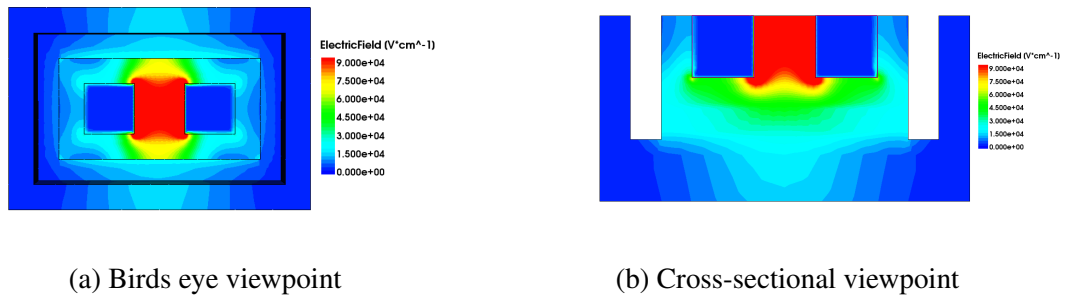 ElectricField (V*cm^-1)
9.000e+04
7.500e+04
6.000e+04
4.500e+04
3.000e+04
1.500e+04
0.000e+00
ElectricField (V*cm^-1)
9.000e+04
7.500e+04
6.000e+04
4.500e+04
3.000e+04
1.500e+04
0.000e+00
(a) Birds eye viewpoint
(b) Cross-sectional viewpoint